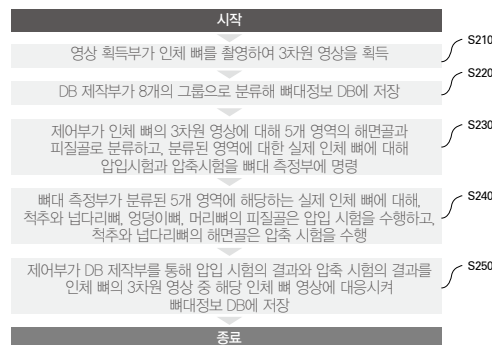 시작
영상 획득부가 인체 뼈를 촬영하여 3차원 영상을 획득
S210
DB 제작부가 8개의 그룹으로 분류해 뼈대정보 DB에 저장
S220
제어부가 인체 뼈의 3차원 영상에 대해 5개 영역의 해면골과
피질골로 분류하고, 분류된 영역에 대한 실제 인체 뼈에 대해
압입시험과 압축시험을 뼈대 측정부에 명령
S230
뼈대 측정부가 분류된 5개 영역에 해당하는 실제 인체 뼈에 대해,
척추와 넙다리뼈, 엉덩이뼈, 머리뼈의 피질골은 압입 시험을 수행하고,
척추와 넙다리뼈의 해면골은 압축 시험을 수행
S240
제어부가 DB 제작부를 통해 압입 시험의 결과와 압축 시험의 결과를
인체 뼈의 3차원 영상 중 해당 인체 뼈 영상에 대응시켜
뼈대정보 DB에 저장
S250
종료